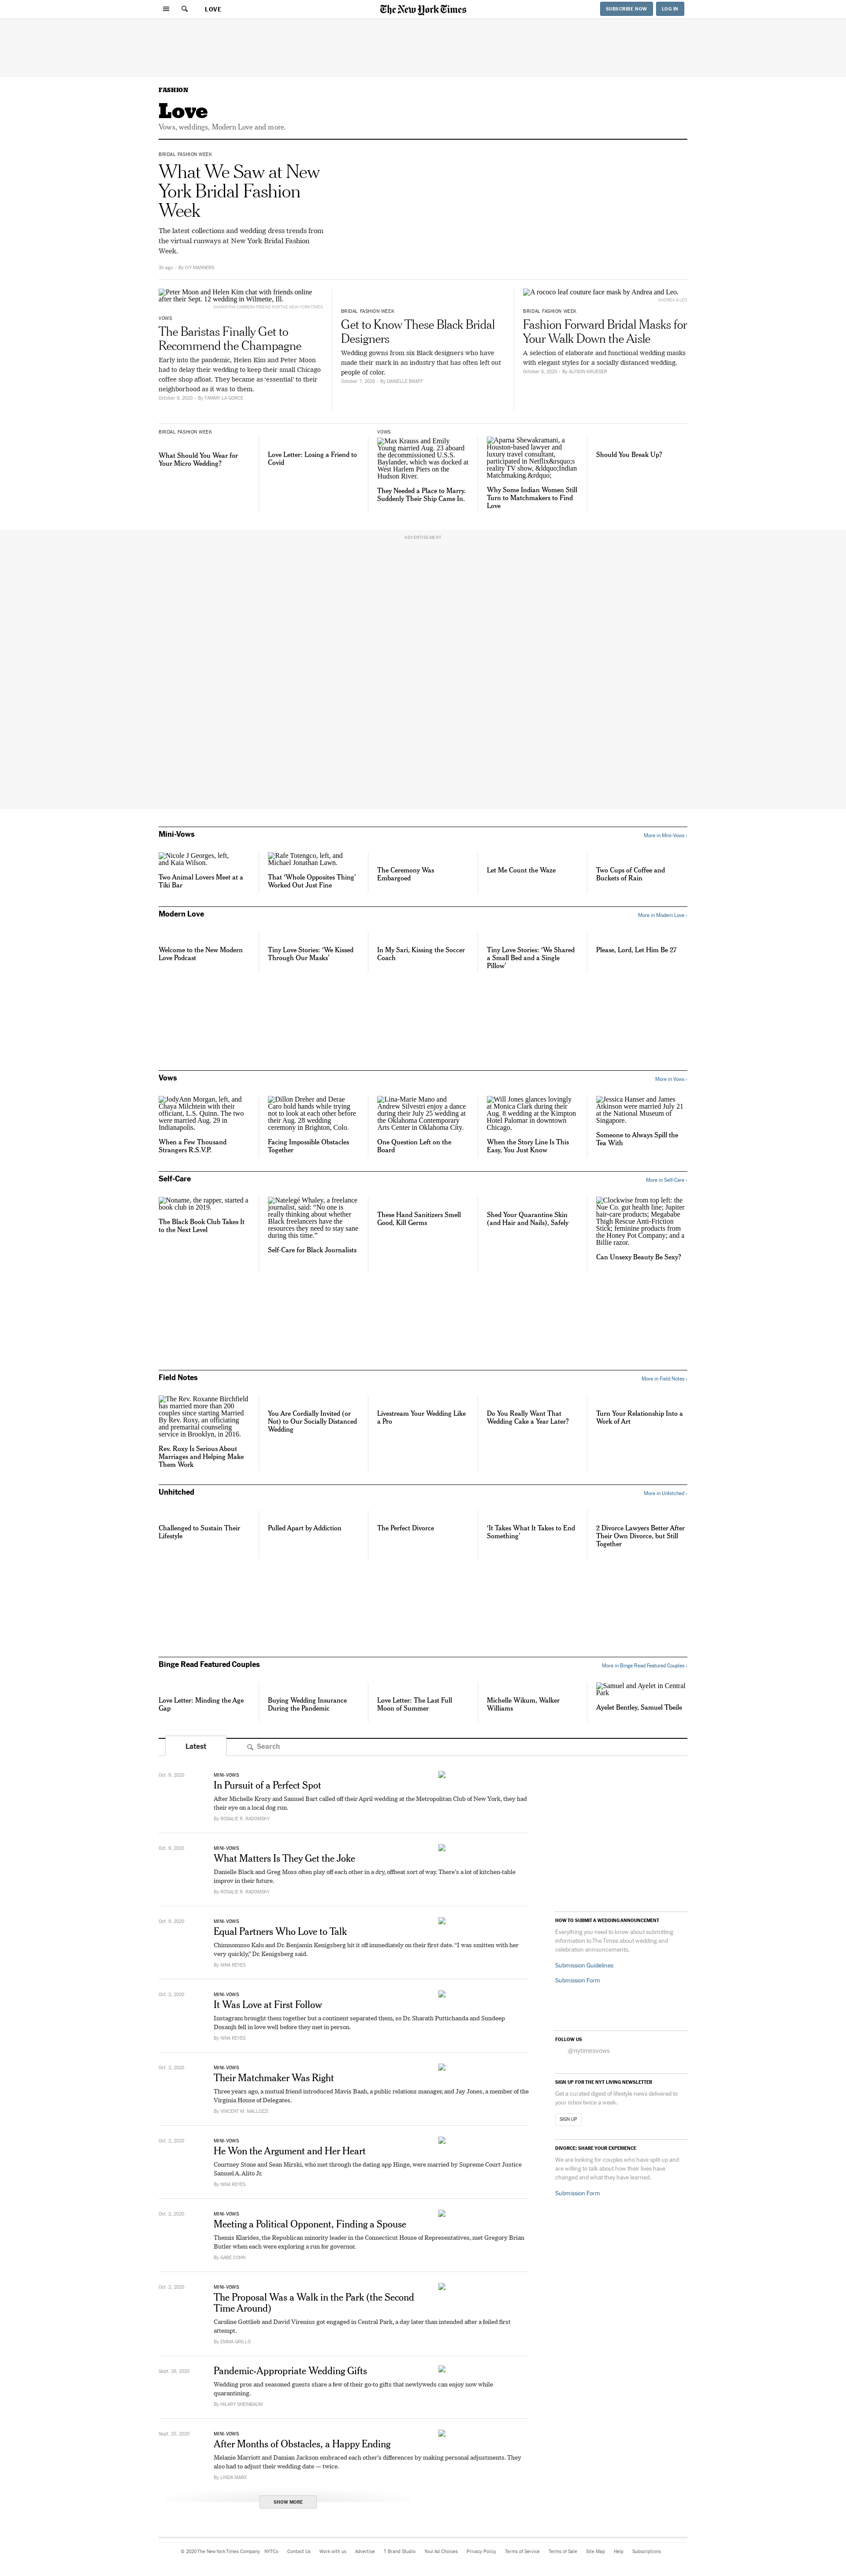 LOVE
The New York Times
SUBSCRIBE NOW
LOG IN
FASHION
Love
Vows, weddings, Modern Love and more.
BRIDAL FASHION WEEK
What We Saw at New
York Bridal Fashion
Week
The latest collections and wedding dress trends from
the virtual runways at New York Bridal Fashion
Week.
3h ago - By IVY MANNERS
Peter Moon and Helen Kim chat with friends online
after their Sept. 12 wedding in Wilmette, Ill.
VOWS
The Baristas Finally Get to
Recommend the Champagne
Early into the pandemic, Helen Kim and Peter Moon
had to delay their wedding to keep their small Chicago
coffee shop afloat. They became as ‘essential’ to their
neighborhood as it was to them.
October 9, 2020 - By TAMMY LA GORCE
BRIDAL FASHION WEEK
Get to Know These Black Bridal
Designers
Wedding gowns from six Black designers who have
made their mark in an industry that has often left out
people of color.
October 7, 2020 - By DANIELLE BRAFF
A rococo leaf couture face mask by Andrea and Leo.
ANDREA & LEO
BRIDAL FASHION WEEK
Fashion Forward Bridal Masks for
Your Walk Down the Aisle
A selection of elaborate and functional wedding masks
with elegant styles for a socially distanced wedding.
October 8, 2020 - By ALYSON KRUEGER
BRIDAL FASHION WEEK
What Should You Wear for
Your Micro Wedding?
Love Letter: Losing a Friend to
Covid
VOWS
Max Krauss and Emily
Young married Aug. 23 aboard
the decommissioned U.S.S.
Baylander, which was docked at
West Harlem Piers on the
Hudson River.
They Needed a Place to Marry.
Suddenly Their Ship Came In.
Aparna Shewakramani, a
Houston-based lawyer and
luxury travel consultant,
participated in Netflix&rsquo;s
reality TV show, &ldquo;Indian
Matchmaking.&rdquo;
Why Some Indian Women Still
Turn to Matchmakers to Find
Love
Should You Break Up?
ADVERTISEMENT
Mini-Vows
More in Mini-Vows ›
Nicole J Georges, left,
and Kaia Wilson.
Two Animal Lovers Meet at a
Tiki Bar
Rafe Totengco, left, and
Michael Jonathan Lawn.
That ‘Whole Opposites Thing’
Worked Out Just Fine
The Ceremony Was
Embargoed
Let Me Count the Waze
Two Cups of Coffee and
Buckets of Rain
Modern Love
More in Modern Love ›
Welcome to the New Modern
Love Podcast
Tiny Love Stories: ‘We Kissed
Through Our Masks’
In My Sari, Kissing the Soccer
Coach
Tiny Love Stories: ‘We Shared
a Small Bed and a Single
Pillow’
Please, Lord, Let Him Be 27
Vows
More in Vows ›
JodyAnn Morgan, left, and
Chaya Milchtein with their
officiant, L.S. Quinn. The two
were married Aug. 29 in
Indianapolis.
When a Few Thousand
Strangers R.S.V.P.
Dillon Dreher and Derae
Caro hold hands while trying
not to look at each other before
their Aug. 28 wedding
ceremony in Brighton, Colo.
Facing Impossible Obstacles
Together
Lina-Marie Mano and
Andrew Silvestri enjoy a dance
during their July 25 wedding at
the Oklahoma Contemporary
Arts Center in Oklahoma City.
One Question Left on the
Board
Will Jones glances lovingly
at Monica Clark during their
Aug. 8 wedding at the Kimpton
Hotel Palomar in downtown
Chicago.
When the Story Line Is This
Easy, You Just Know
Jessica Hanser and James
Atkinson were married July 21
at the National Museum of
Singapore.
Someone to Always Spill the
Tea With
Self-Care
More in Self-Care ›
Noname, the rapper, started a
book club in 2019.
The Black Book Club Takes It
to the Next Level
Natelegé Whaley, a freelance
journalist, said: “No one is
really thinking about whether
Black freelancers have the
resources they need to stay sane
during this time.”
Self-Care for Black Journalists
These Hand Sanitizers Smell
Good, Kill Germs
Shed Your Quarantine Skin
(and Hair and Nails), Safely
Clockwise from top left: the
Nue Co. gut health line; Jupiter
hair-care products; Megababe
Thigh Rescue Anti-Friction
Stick; feminine products from
the Honey Pot Company; and a
Billie razor.
Can Unsexy Beauty Be Sexy?
Field Notes
More in Field Notes ›
The Rev. Roxanne Birchfield
has married more than 200
couples since starting Married
By Rev. Roxy, an officiating
and premarital counseling
service in Brooklyn, in 2016.
Rev. Roxy Is Serious About
Marriages and Helping Make
Them Work
You Are Cordially Invited (or
Not) to Our Socially Distanced
Wedding
Livestream Your Wedding Like
a Pro
Do You Really Want That
Wedding Cake a Year Later?
Turn Your Relationship Into a
Work of Art
Unhitched
More in Unhitched ›
Challenged to Sustain Their
Lifestyle
Pulled Apart by Addiction
The Perfect Divorce
‘It Takes What It Takes to End
Something’
2 Divorce Lawyers Better After
Their Own Divorce, but Still
Together
Binge Read Featured Couples
More in Binge Read Featured Couples ›
Love Letter: Minding the Age
Gap
Buying Wedding Insurance
During the Pandemic
Love Letter: The Last Full
Moon of Summer
Michelle Wikum, Walker
Williams
Samuel and Ayelet in Central
Park
Ayelet Bentley, Samuel Tbeile
Latest
Search
Oct. 9, 2020
MINI-VOWS
In Pursuit of a Perfect Spot
After Michelle Krozy and Samuel Bart called off their April wedding at the Metropolitan Club of New York, they had
their eye on a local dog run.
By ROSALIE R. RADOMSKY
Oct. 9, 2020
MINI-VOWS
What Matters Is They Get the Joke
Danielle Black and Greg Moss often play off each other in a dry, offbeat sort of way. There’s a lot of kitchen-table
improv in their future.
By ROSALIE R. RADOMSKY
Oct. 9, 2020
MINI-VOWS
Equal Partners Who Love to Talk
Chinnomnso Kalu and Dr. Benjamin Kenigsberg hit it off immediately on their first date. “I was smitten with her
very quickly,” Dr. Kenigsberg said.
By NINA REYES
Oct. 2, 2020
MINI-VOWS
It Was Love at First Follow
Instagram brought them together but a continent separated them, so Dr. Sharath Puttichanda and Sundeep
Dosanjh fell in love well before they met in person.
By NINA REYES
Oct. 2, 2020
MINI-VOWS
Their Matchmaker Was Right
Three years ago, a mutual friend introduced Mavis Baah, a public relations manager, and Jay Jones, a member of the
Virginia House of Delegates.
By VINCENT M. MALLOZZI
Oct. 2, 2020
MINI-VOWS
He Won the Argument and Her Heart
Courtney Stone and Sean Mirski, who met through the dating app Hinge, were married by Supreme Court Justice
Samuel A. Alito Jr.
By NINA REYES
Oct. 2, 2020
MINI-VOWS
Meeting a Political Opponent, Finding a Spouse
Themis Klarides, the Republican minority leader in the Connecticut House of Representatives, met Gregory Brian
Butler when each were exploring a run for governor.
By GABE COHN
Oct. 2, 2020
MINI-VOWS
The Proposal Was a Walk in the Park (the Second
Time Around)
Caroline Gottlieb and David Virenius got engaged in Central Park, a day later than intended after a foiled first
attempt.
By EMMA GRILLO
Sept. 26, 2020
Pandemic-Appropriate Wedding Gifts
Wedding pros and seasoned guests share a few of their go-to gifts that newlyweds can enjoy now while
quarantining.
By HILARY SHEINBAUM
Sept. 25, 2020
MINI-VOWS
After Months of Obstacles, a Happy Ending
Melanie Marriott and Damian Jackson embraced each other’s differences by making personal adjustments. They
also had to adjust their wedding date — twice.
By LINDA MARX
SHOW MORE
HOW TO SUBMIT A WEDDING ANNOUNCEMENT
Everything you need to know about submitting
information to The Times about wedding and
celebration announcements.
Submission Guidelines
Submission Form
FOLLOW US
@nytimesvows
SIGN UP FOR THE NYT LIVING NEWSLETTER
Get a curated digest of lifestyle news delivered to
your inbox twice a week.
SIGN UP
DIVORCE: SHARE YOUR EXPERIENCE
We are looking for couples who have split up and
are willing to talk about how their lives have
changed and what they have learned.
Submission Form
© 2020 The New York Times Company
NYTCo
Contact Us
Work with us
Advertise
T Brand Studio
Your Ad Choices
Privacy Policy
Terms of Service
Terms of Sale
Site Map
Help
Subscriptions